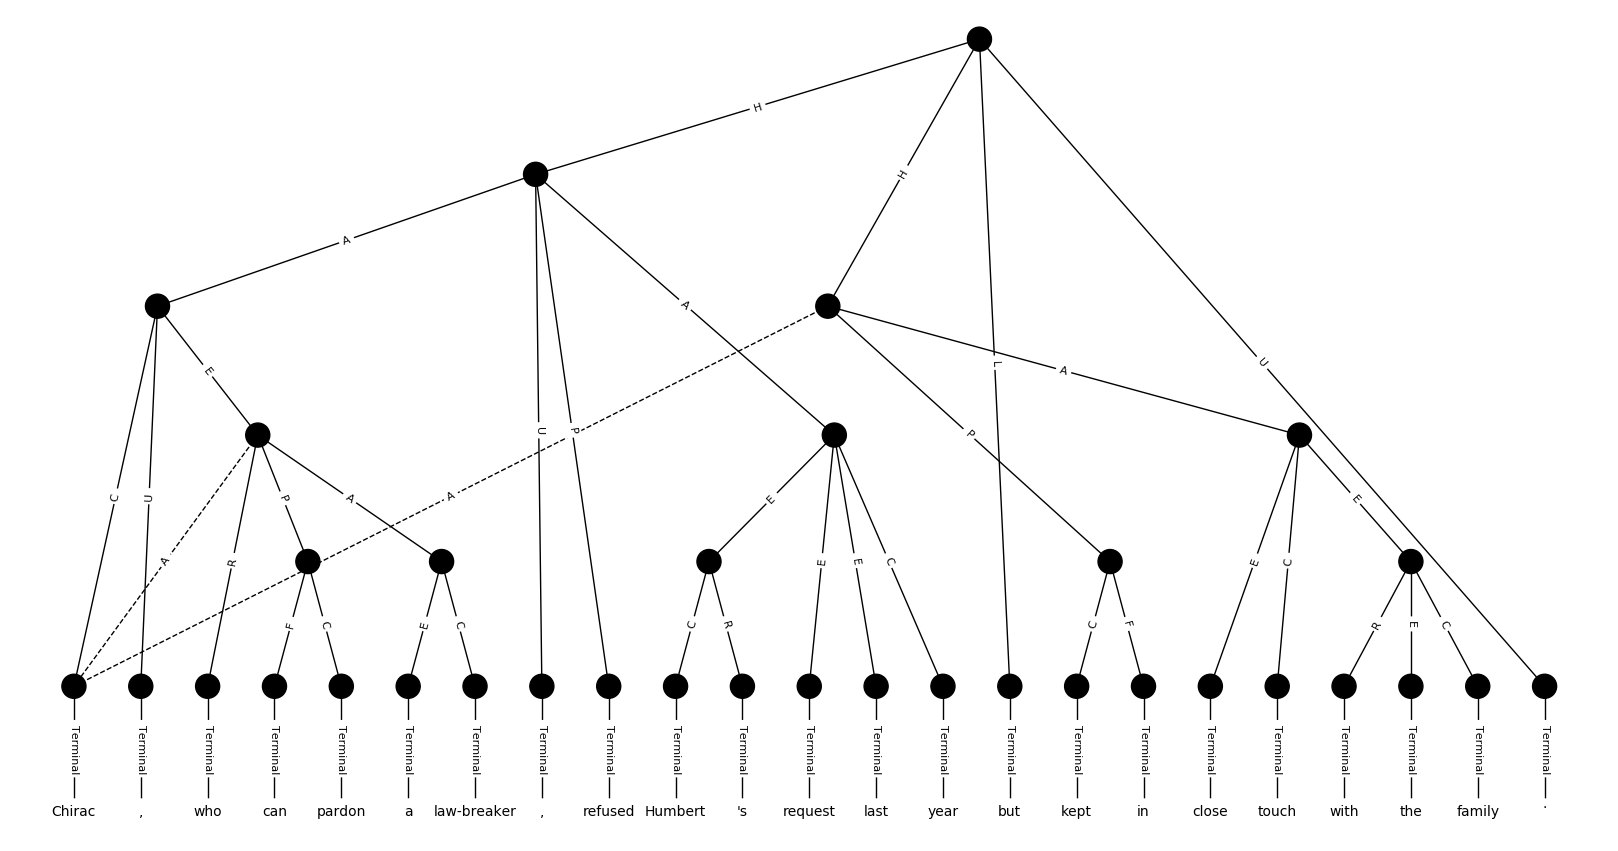 H
H
A
A
L
U
E
A
P
U
P
C
U
P
A
A
E
A
R
E
E
C
E
C
E
F
C
E
C
C
R
C
F
R
E
C
Terminal Terminal Terminal Terminal Terminal Terminal Terminal Terminal Terminal Terminal Terminal Terminal Terminal Terminal Terminal Terminal Terminal Terminal Terminal Terminal Terminal Terminal Terminal
Chirac , who can pardon a law-breaker , refused Humbert 's request last year but kept in close touch with the family .